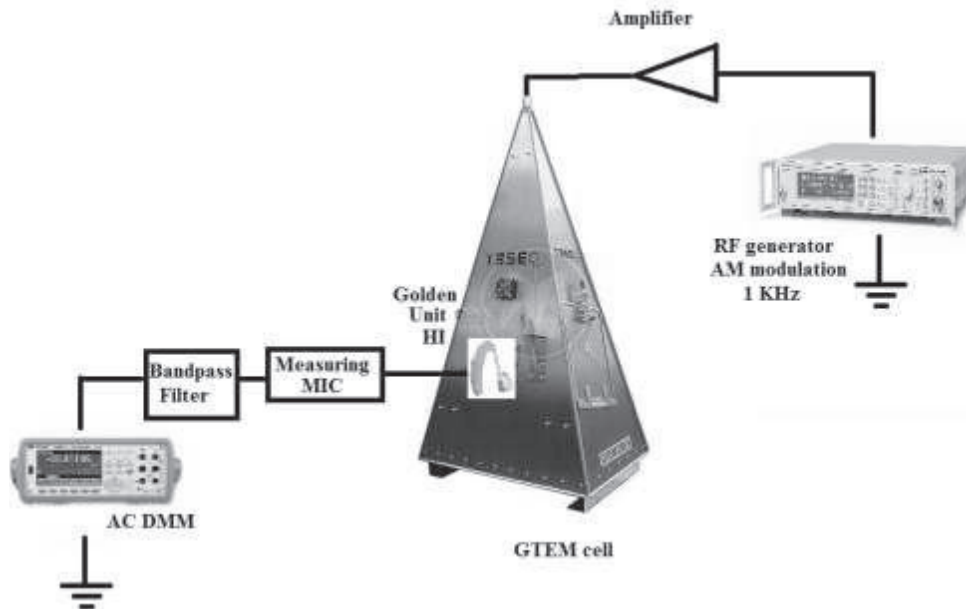 Amplifier
RF generator
AM modulation
1 KHz
Golden
Unit
HI
Measuring
MIC
Bandpass
Filter
AC DMM
GTEM cell